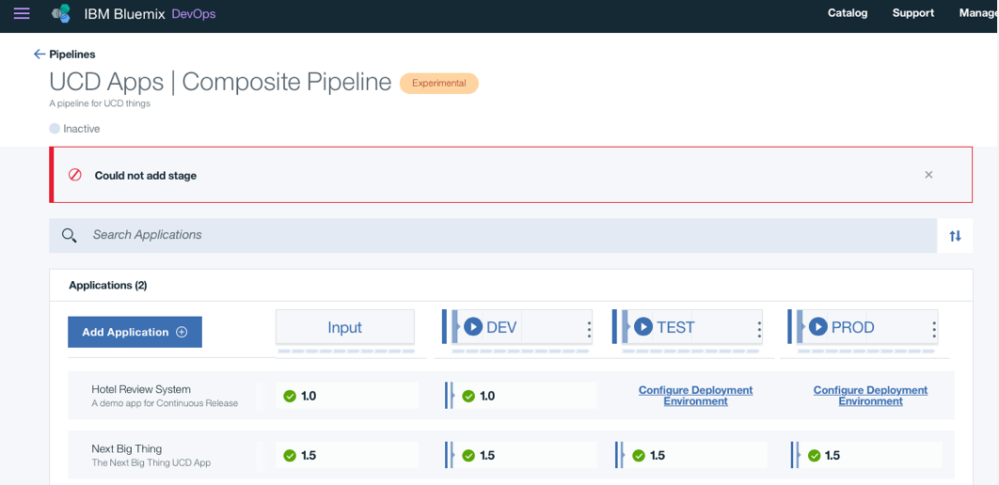 IBM Bluemix DevOps
Catalog Support Manage
Pipelines
UCD Apps | Composite Pipeline Experimental
A pipeline for UCD things
Inactive
Could not add stage
Search Applications
Applications (2)
Add Application Input DEV TEST PROD
Hotel Review System
A demo app for Continuous Release
1.0 1.0
Configure Deployment
Environment
Configure Deployment
Environment
Next Big Thing
The Next Big Thing UCD App
1.5 1.5 1.5 1.5